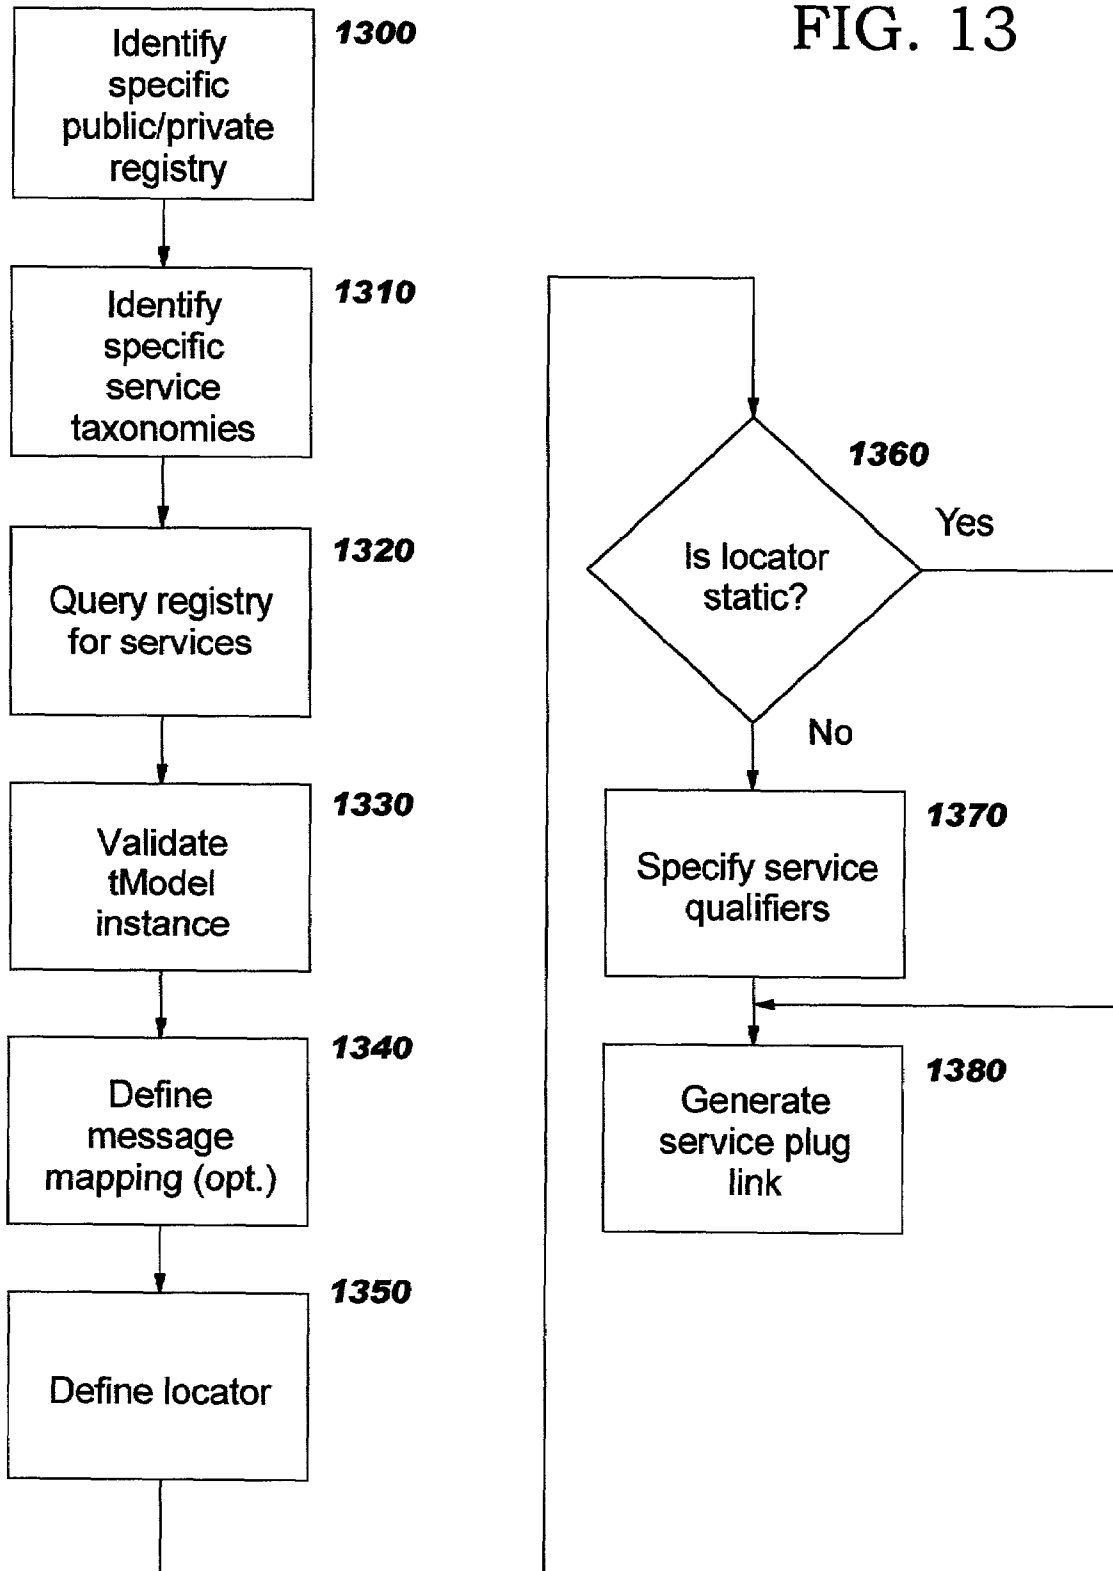 FIG. 13
1300
Identify
specific
public/private
registry
1310
Identify
specific
service
taxonomies
1320
Query registry
for services
1330
Validate
tModel
instance
1340
Define
message
mapping (opt.)
1350
Define locator
1360
Is locator
static?
Yes
No
1370
Specify service
qualifiers
1380
Generate
service plug
link